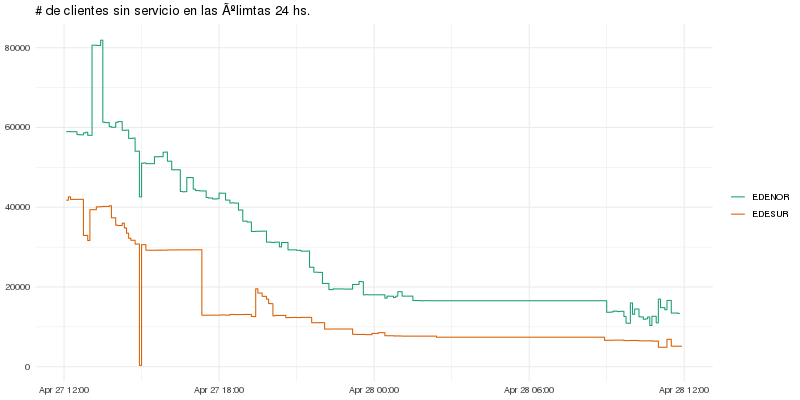 # de clientes sin servicio en las Ãºlimtas 24 hs.
80000
60000
40000
20000
0
Apr 27 12:00
Apr 27 18:00
Apr 28 00:00
Apr 28 06:00
Apr 28 12:00
EDENOR
EDESUR